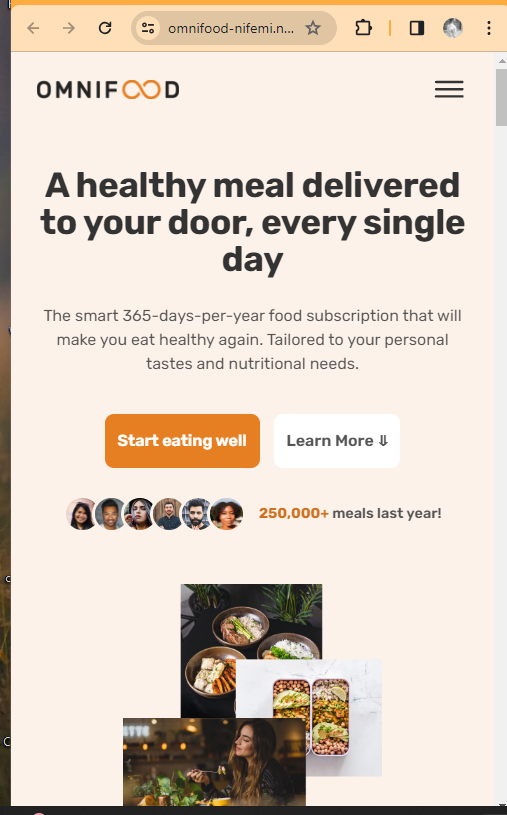 omnifood-nifemi.n...
OMNIFOOD
A healthy meal delivered
to your door, every single
day
The smart 365-days-per-year food subscription that will
make you eat healthy again. Tailored to your personal
tastes and nutritional needs.
Start eating well
Learn More ⇓
250,000+ meals last year!